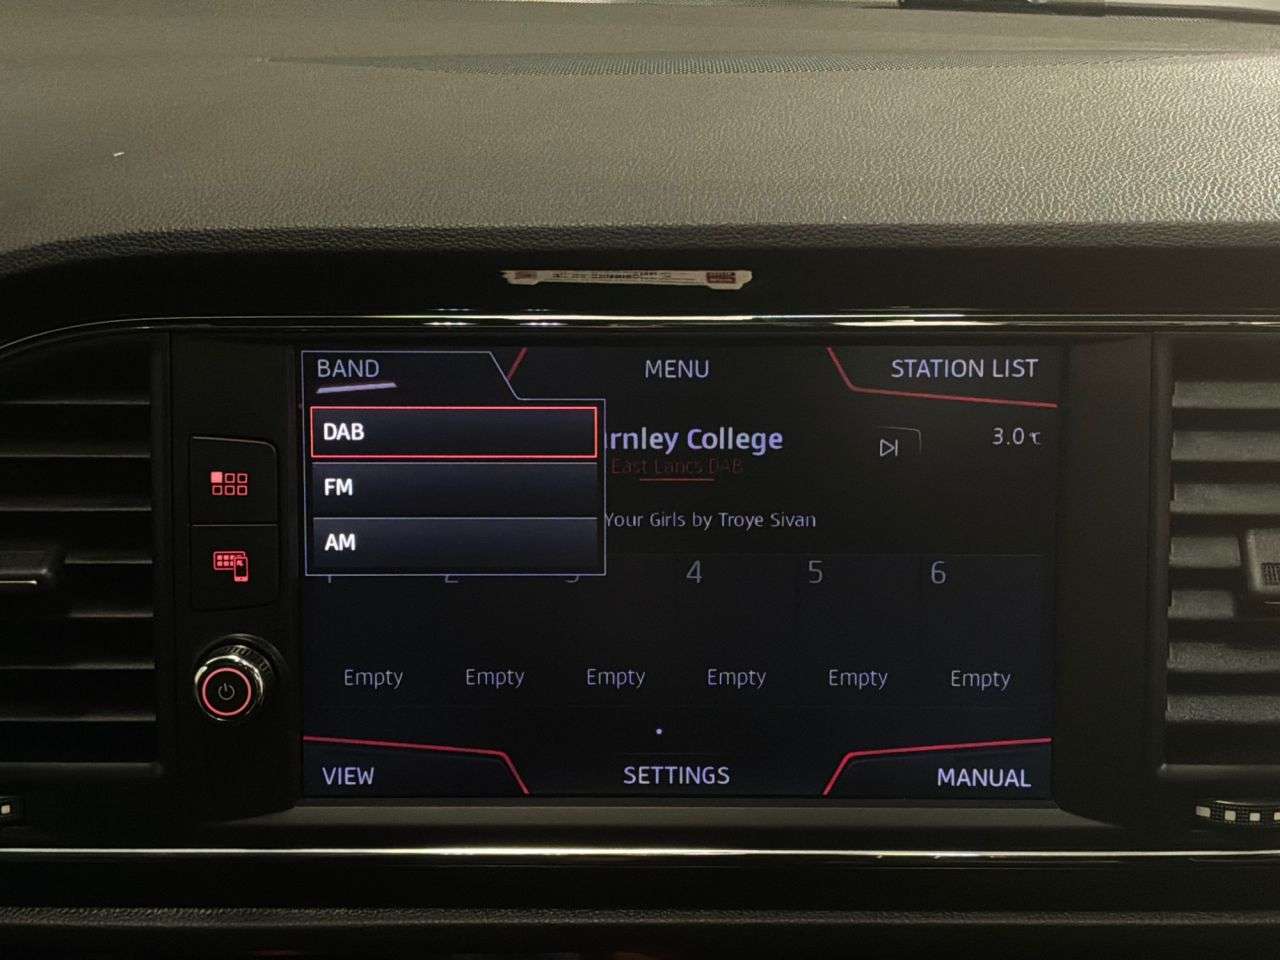 BAND
MENU
STATION LIST
DAB
FM
AM
rnley College
East Lancs DAB
3.0 ℃
Your Girls by Troye Sivan
4
5
6
Empty
Empty
Empty
Empty
Empty
Empty
VIEW
SETTINGS
MANUAL